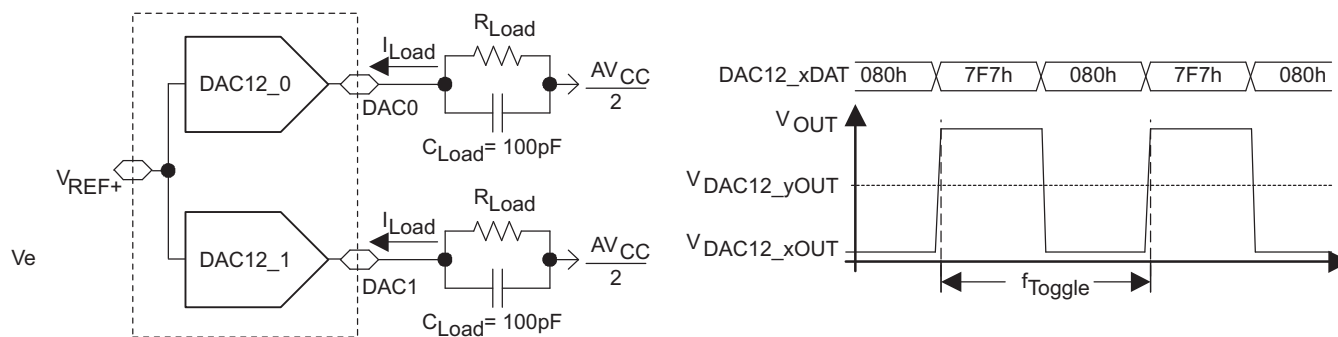 DAC12_0
DAC0
I Load
R Load
C Load = 100pF
AV CC
2
V REF+
Ve
DAC12_1
DAC1
I Load
R Load
C Load = 100pF
AV CC
2
DAC12_xDAT 080h 7F7h 080h 7F7h 080h
V OUT
V DAC12_yOUT
V DAC12_xOUT
f Toggle